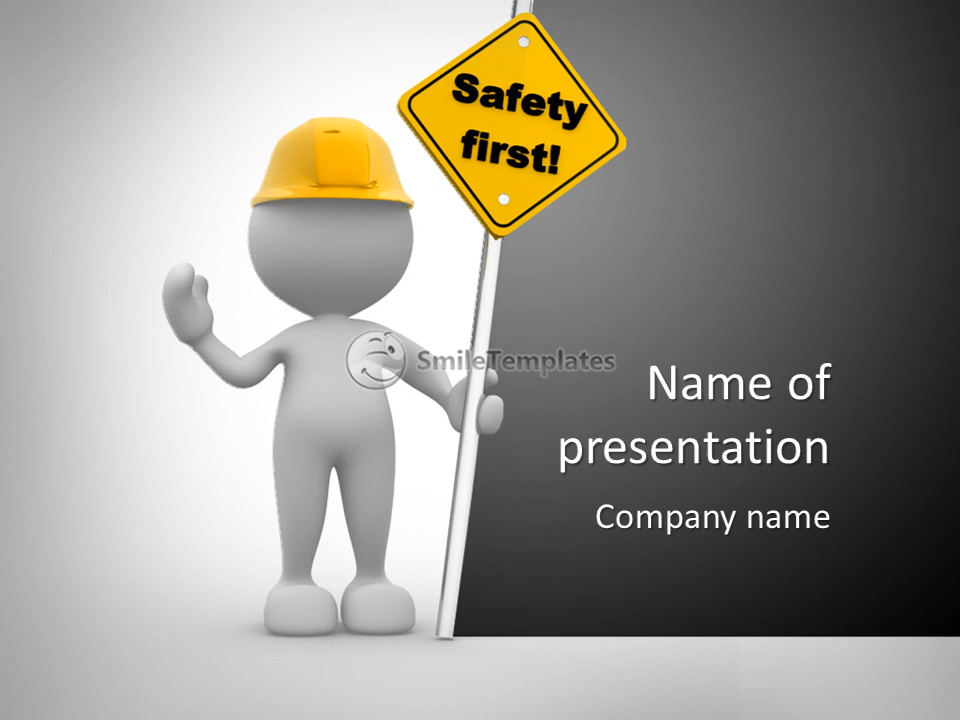 Safety
first!
SmileTemplates
Name of
presentation
Company name